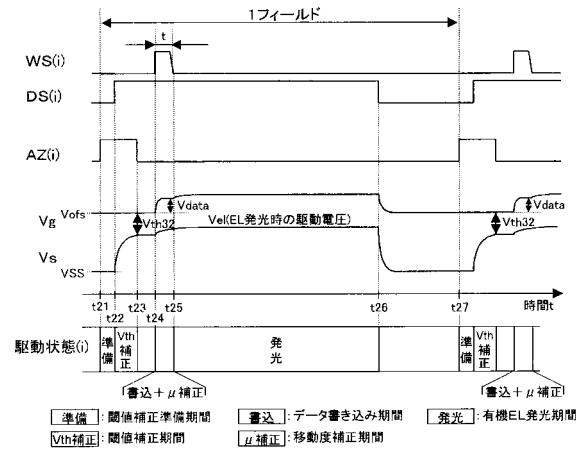 1フィールド
t
WS(i)
DS(i)
AZ(i)
Vg Vofs
Vth32
Vdata
Vel(EL発光時の駆動電圧)
Vth32
Vdata
Vs
VSS
t21 t22 t23 t24 t25 t26 t27 時間t
駆動状態(i)
準備 Vth補正 発光 準備 Vth補正
書込+μ補正 書込+μ補正
準備:閾値補正準備期間 書込:データ書き込み期間 発光:有機EL発光期間
Vth補正:閾値補正期間 μ補正:移動度補正期間